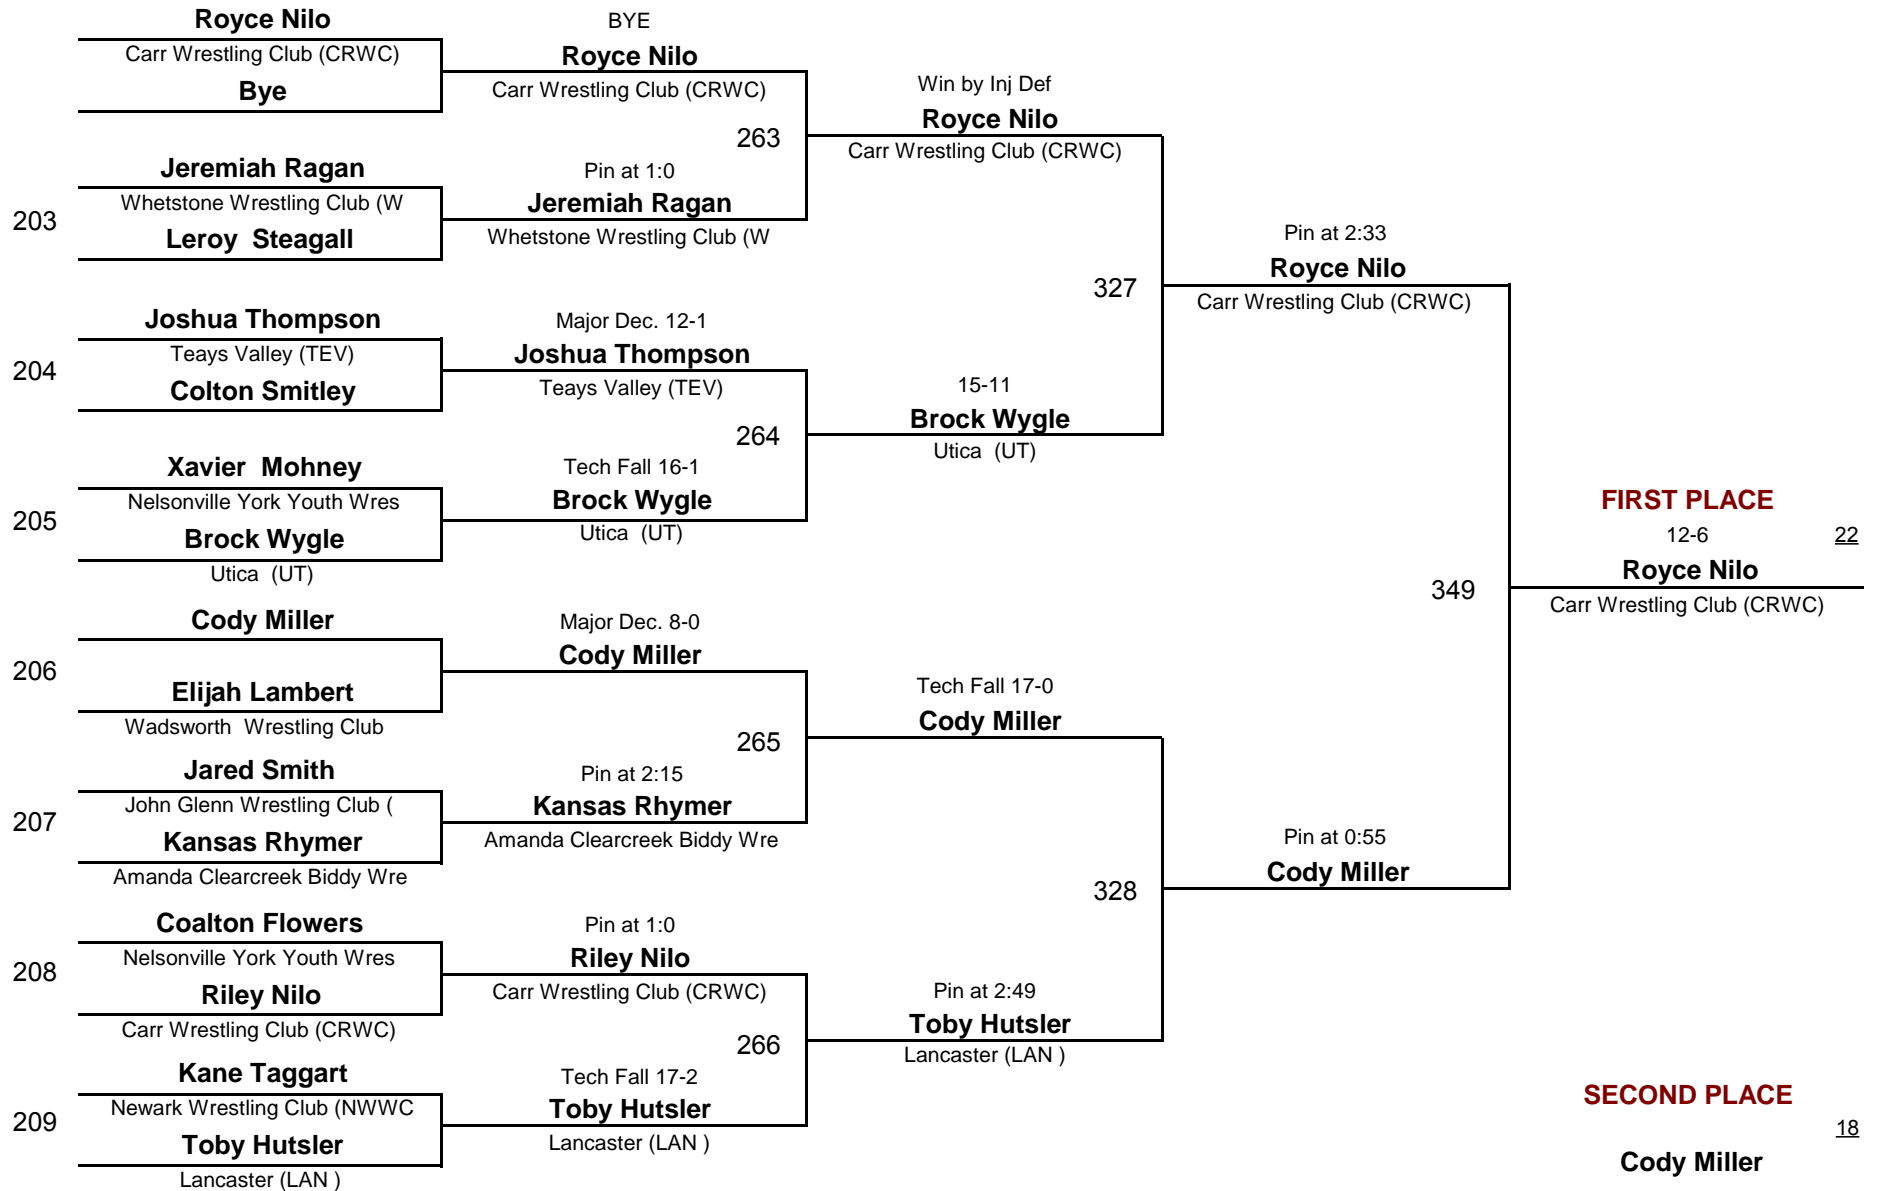 Royce Nilo
Carr Wrestling Club (CRWC)
Bye
203
Jeremiah Ragan
Whetstone Wrestling Club (W
Leroy  Steagall
204
Joshua Thompson
Teays Valley (TEV)
Colton Smitley
205
Xavier  Mohney
Nelsonville York Youth Wres
Brock Wygle
Utica  (UT)
206
Cody Miller
Elijah Lambert
Wadsworth  Wrestling Club
207
Jared Smith
John Glenn Wrestling Club (
Kansas Rhymer
Amanda Clearcreek Biddy Wre
208
Coalton Flowers
Nelsonville York Youth Wres
Riley Nilo
Carr Wrestling Club (CRWC)
209
Kane Taggart
Newark Wrestling Club (NWWC
Toby Hutsler
Lancaster (LAN )
BYE
Royce Nilo
Carr Wrestling Club (CRWC)
263
Pin at 1:0
Jeremiah Ragan
Whetstone Wrestling Club (W
Major Dec. 12-1
Joshua Thompson
Teays Valley (TEV)
264
Tech Fall 16-1
Brock Wygle
Utica  (UT)
Major Dec. 8-0
Cody Miller
265
Pin at 2:15
Kansas Rhymer
Amanda Clearcreek Biddy Wre
Pin at 1:0
Riley Nilo
Carr Wrestling Club (CRWC)
266
Tech Fall 17-2
Toby Hutsler
Lancaster (LAN )
Win by Inj Def
Royce Nilo
Carr Wrestling Club (CRWC)
327
15-11
Brock Wygle
Utica  (UT)
Tech Fall 17-0
Cody Miller
328
Pin at 2:49
Toby Hutsler
Lancaster (LAN )
Pin at 2:33
Royce Nilo
Carr Wrestling Club (CRWC)
349
Pin at 0:55
Cody Miller
FIRST PLACE
12-6
22
Royce Nilo
Carr Wrestling Club (CRWC)
SECOND PLACE
18
Cody Miller